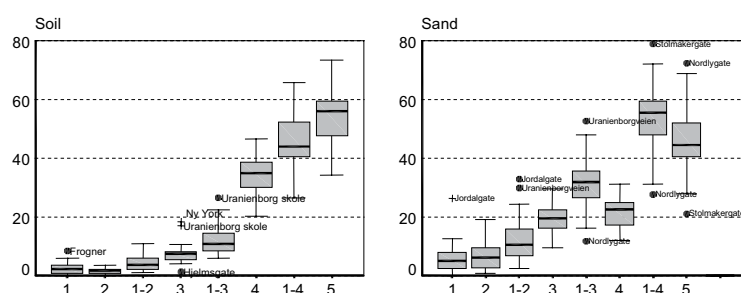 Soil
80
60
40
20
0
Frogner
Ny York
Uranienborg skole
Uranienborg skole
Hjelmsgate
1 2 1-2 3 1-3 4 1-4 5
Sand
80
60
40
20
0
Jordalgate
Jordalgate
Uranienborgveien
Uranienborgveien
Nordlygate
Stolmakergate
Nordlygate
Nordlygate
Stolmakergate
1 2 1-2 3 1-3 4 1-4 5